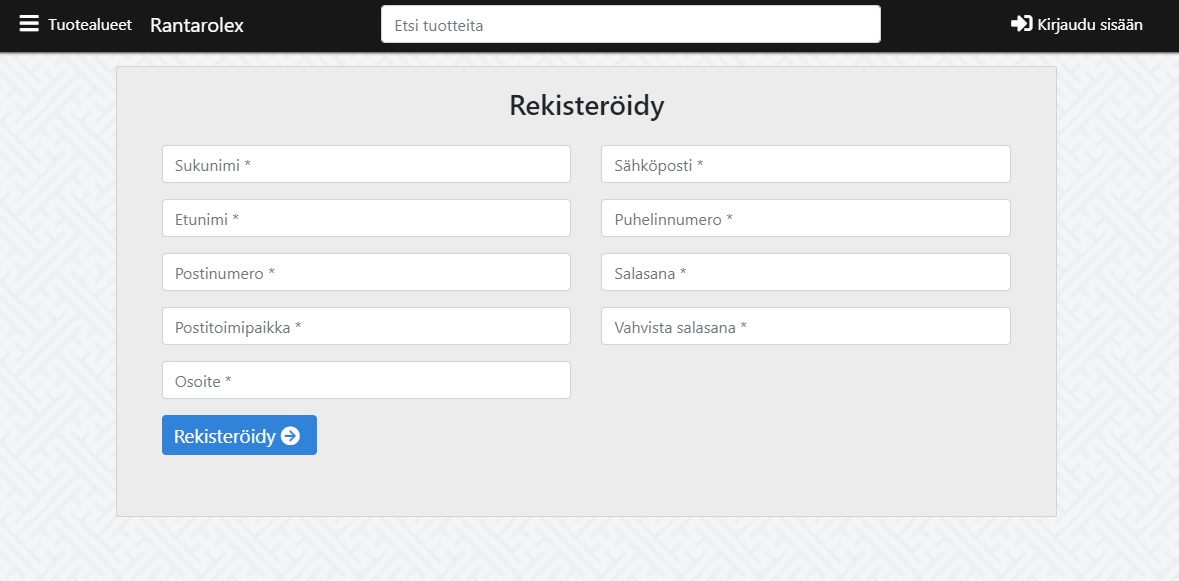 Tuotealueet
Rantarolex
Etsi tuotteita
Kirjaudu sisään
Rekisteröidy
Sukunimi *
Sähköposti *
Etunimi *
Puhelinnumero *
Postinumero *
Salasana *
Postitoimipaikka *
Vahvista salasana *
Osoite *
Rekisteröidy